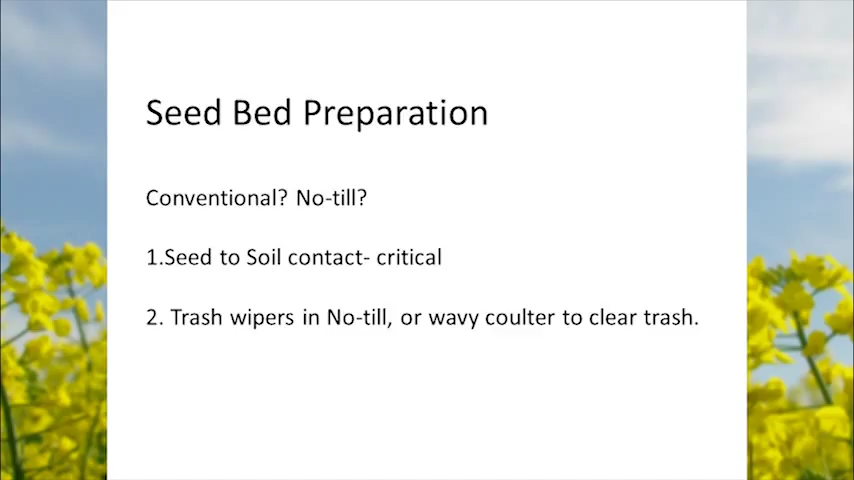 Seed Bed Preparation
Conventional? No-till?
1.Seed to Soil contact- critical
2. Trash wipers in No-till, or wavy coulter to clear trash.